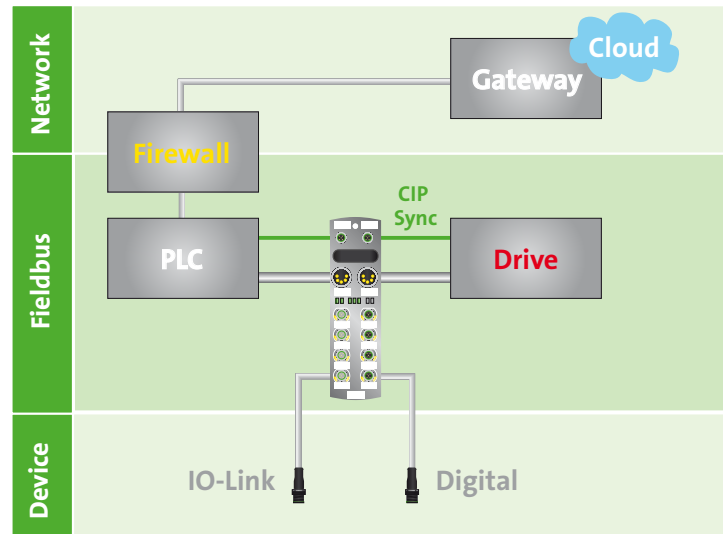 Network
Cloud
Gateway
Firewall
Fieldbus
CIP
Sync
PLC
Drive
Device
IO-Link
Digital